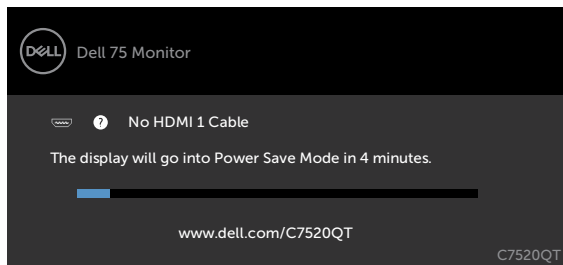 DELL Dell 75 Monitor
? No HDMI 1 Cable
The display will go into Power Save Mode in 4 minutes.
www.dell.com/C7520QT
C7520QT